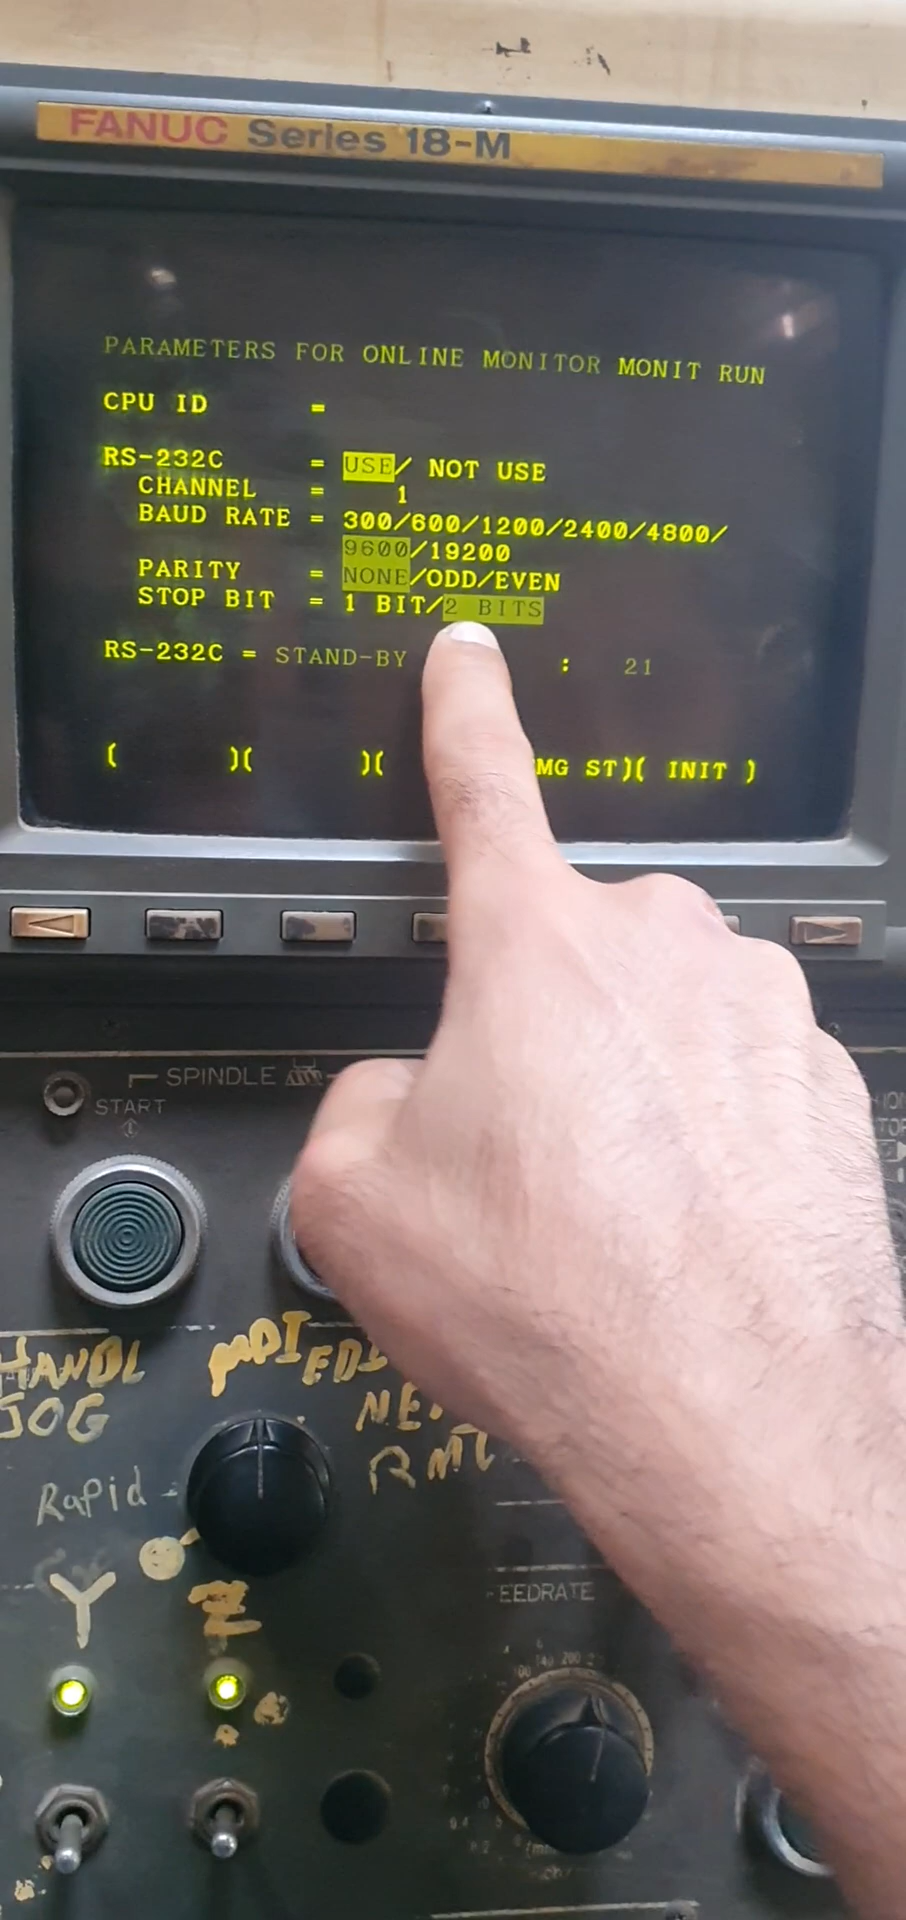 FANUC Series 18-M
PARAMETERS FOR ONLINE MONITOR MONIT RUN
CPU ID =
RS-232C = USE/ NOT USE
CHANNEL = 1
BAUD RATE = 300/600/1200/2400/4800/
9600/19200
PARITY = NONE/ODD/EVEN
STOP BIT = 1 BIT/2 BITS
RS-232C = STAND-BY : 21
( )( )( MG ST)( INIT )
SPINDLE
START
HANDL
JOG
MDI
EDI
RMT
Rapid
Y
Z
EEDRATE